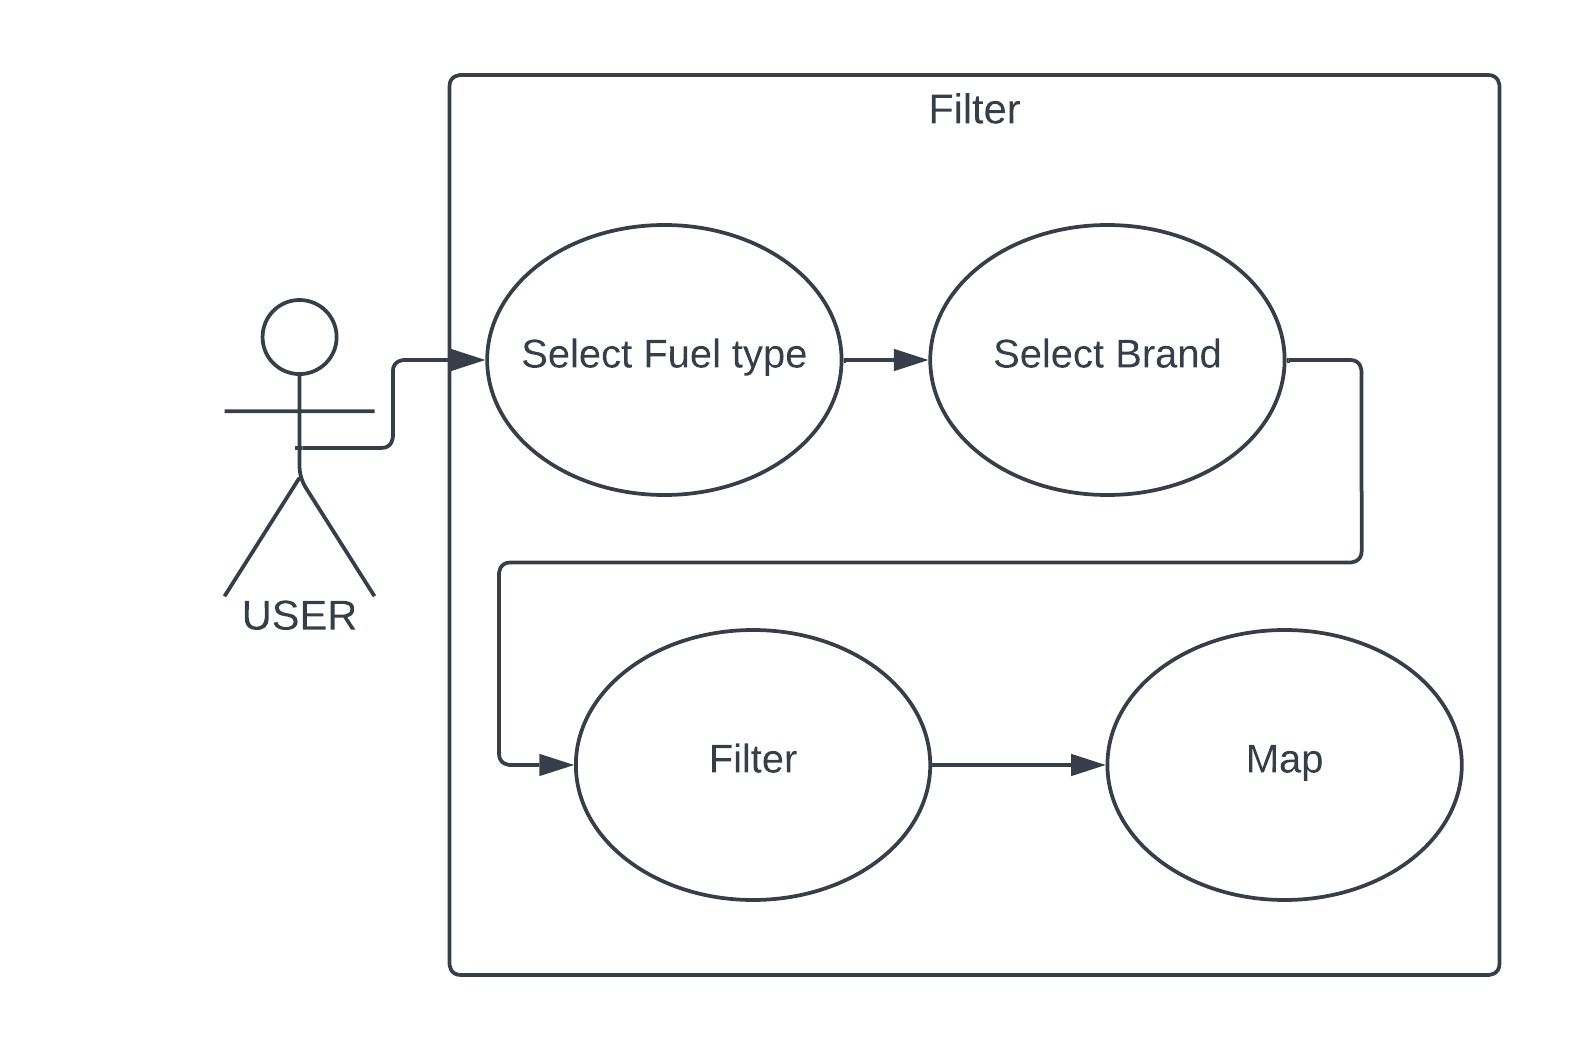 Filter
Select Fuel type
Select Brand
USER
Filter
Map